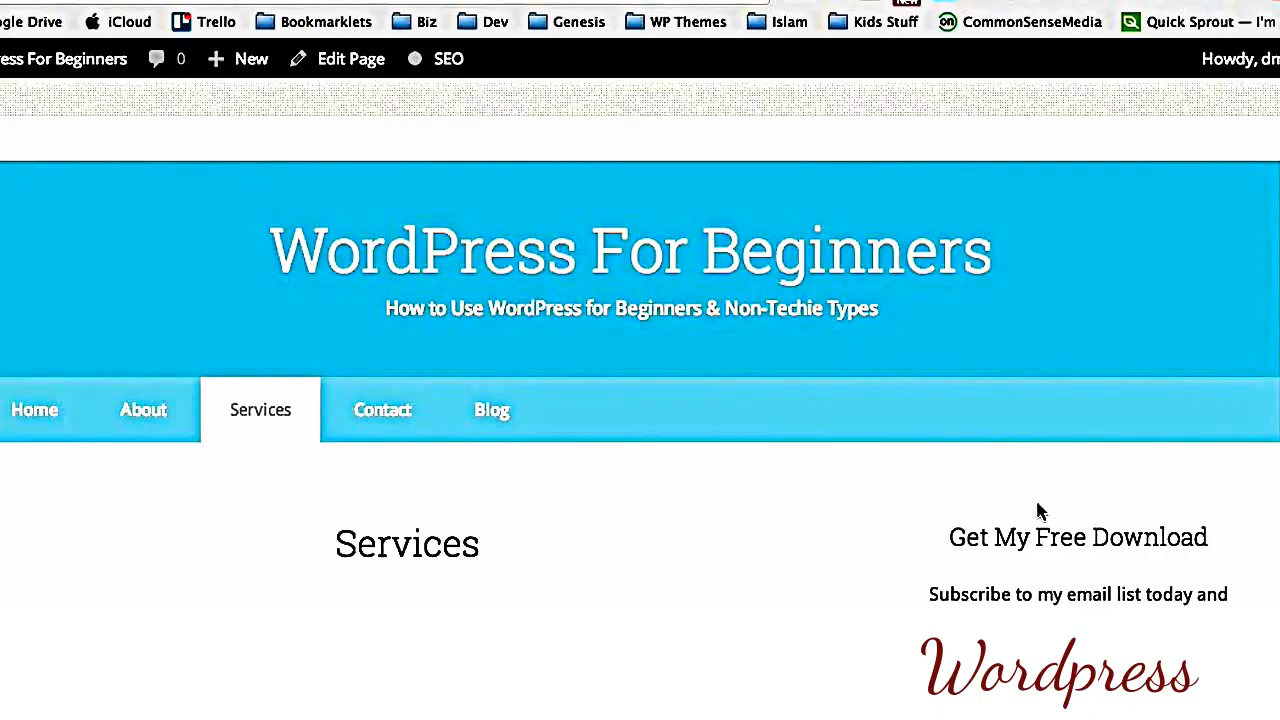 gle Drive iCloud Trello Bookmarklets Biz Dev Genesis WP Themes Islam Kids Stuff CommonSenseMedia Quick Sprout — I'm
New
ess For Beginners 0 New Edit Page SEO Howdy, dm
WordPress For Beginners
How to Use WordPress for Beginners & Non-Techie Types
Home About Services Contact Blog
Services
Get My Free Download
Subscribe to my email list today and
Wordpress